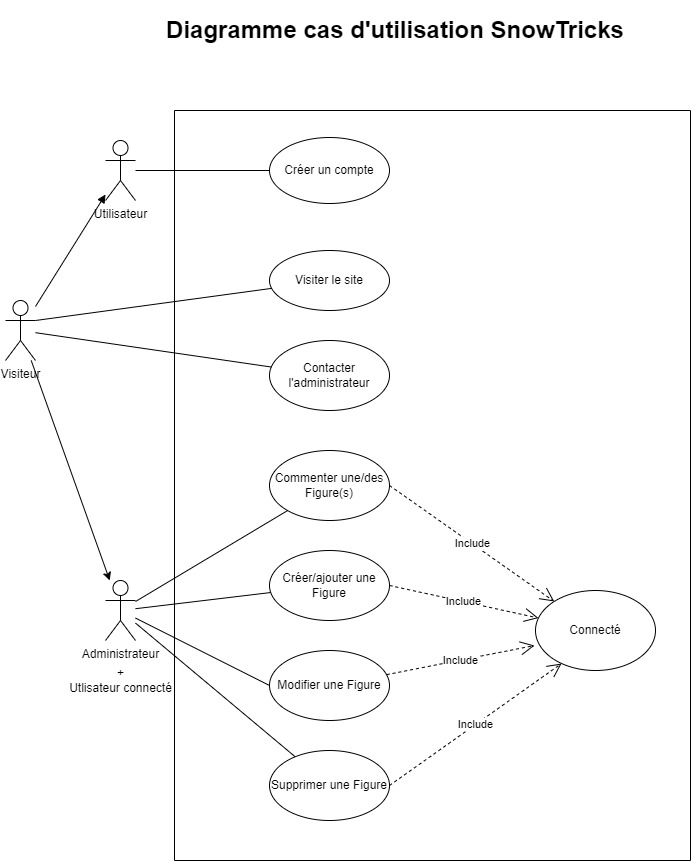 Diagramme cas d'utilisation SnowTricks
Utilisateur
Créer un compte
Visiter le site
Visiteur
Contacter
l'administrateur
Commenter une/des
Figure(s)
Include
Créer/ajouter une
Figure
Include
Connecté
Administrateur
+
Utlisateur connecté
Modifier une Figure
Include
Include
Supprimer une Figure